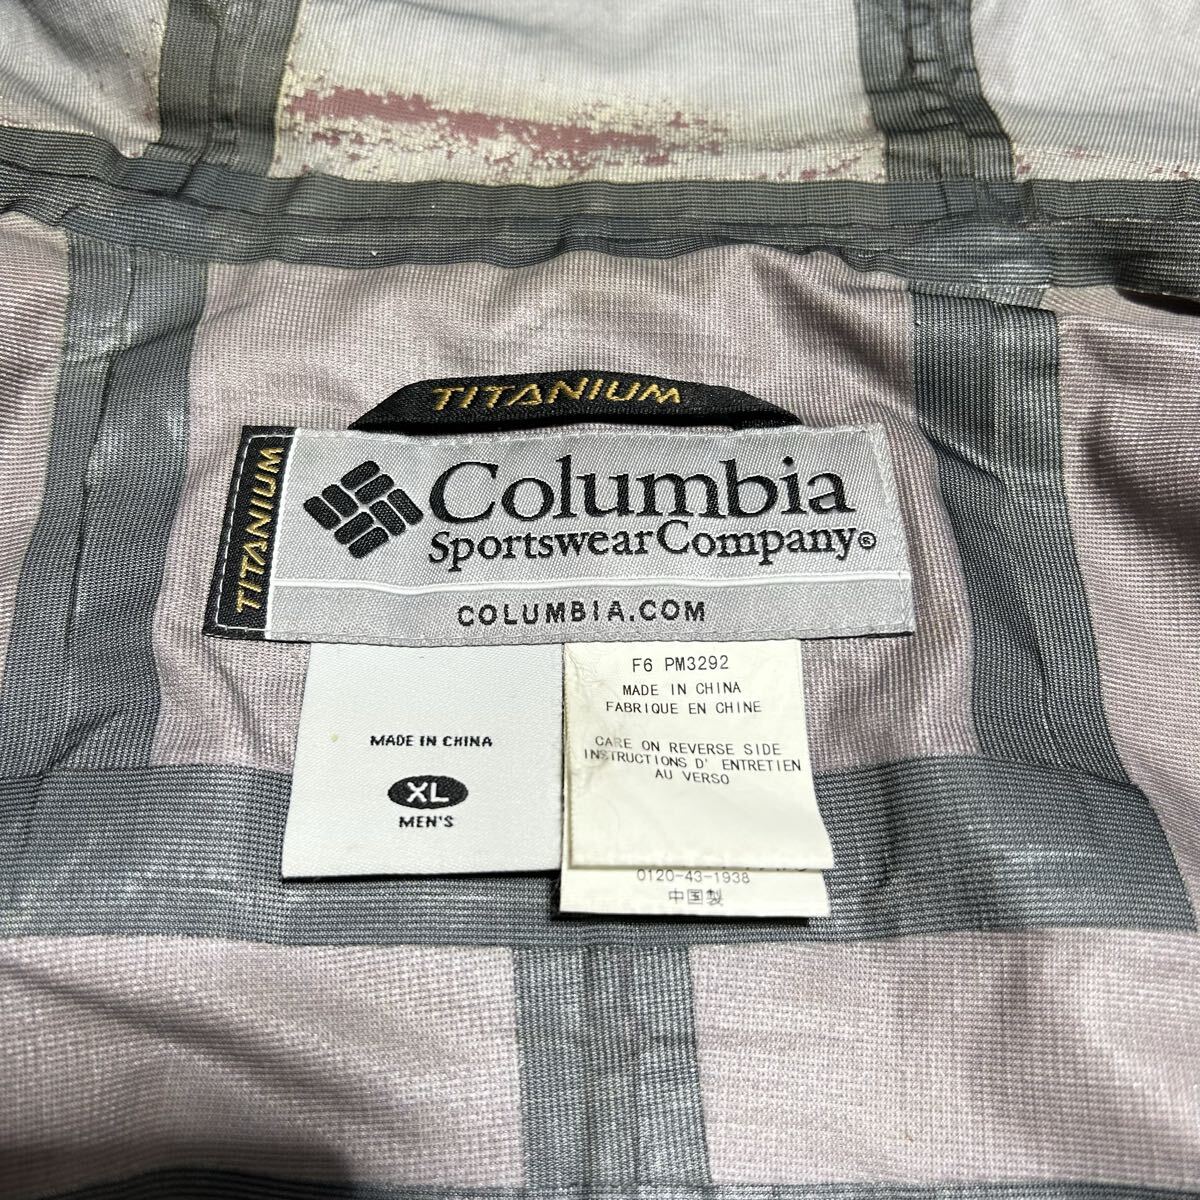 TITANIUM
TITANIUM
Columbia
Sportswear Company®
COLUMBIA.COM
MADE IN CHINA
XL
MEN'S
F6 PM3292
MADE IN CHINA
FABRIQUE EN CHINE
CARE ON REVERSE SIDE
INSTRUCTIONS D' ENTRETIEN
AU VERSO
0120-43-1938
中国製